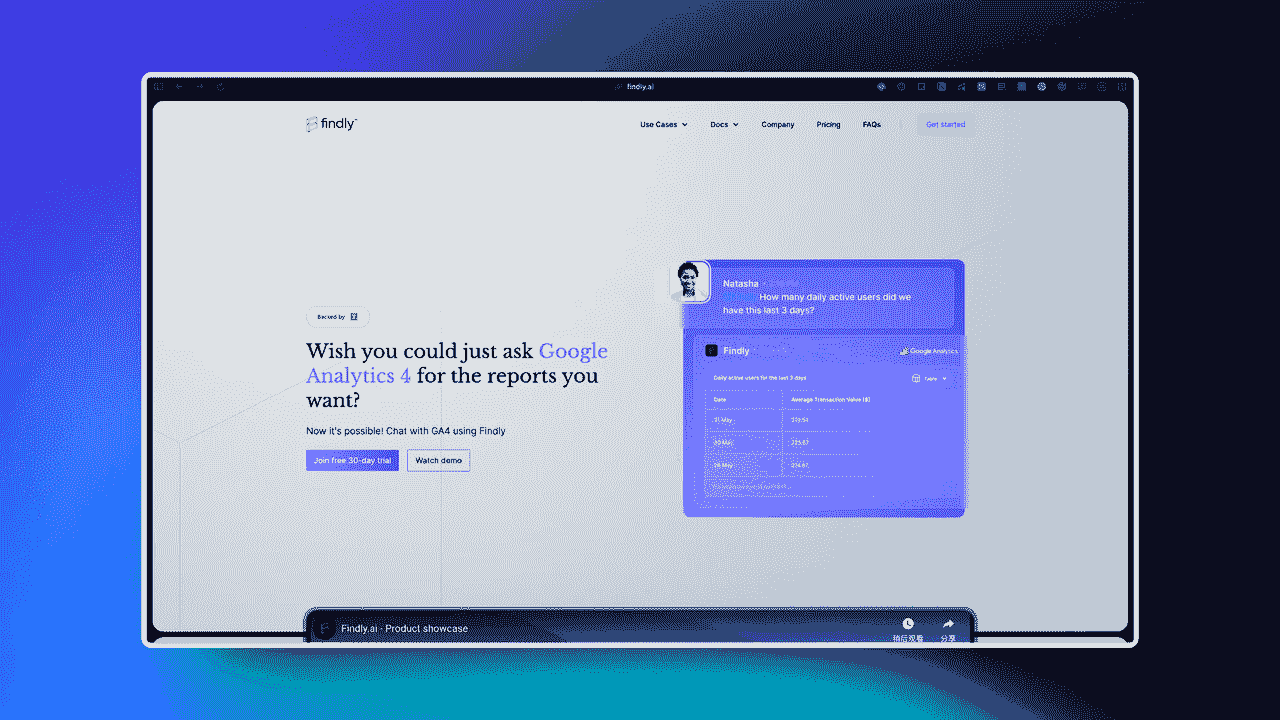 findly.ai
findly
Use Cases
Docs
Company
Pricing
FAQs
Get started
Backed by
Wish you could just ask Google
Analytics 4 for the reports you
want?
Now it's possible! Chat with GA4 using Findly
Join free 30-day trial
Watch demo
Natasha
How many daily active users did we
have this last 3 days?
Findly
Google Analytics
Daily active users for the last 3 days
Table
Date
Average Transaction Value ($)
Findly.ai - Product showcase
稍后观看
分享